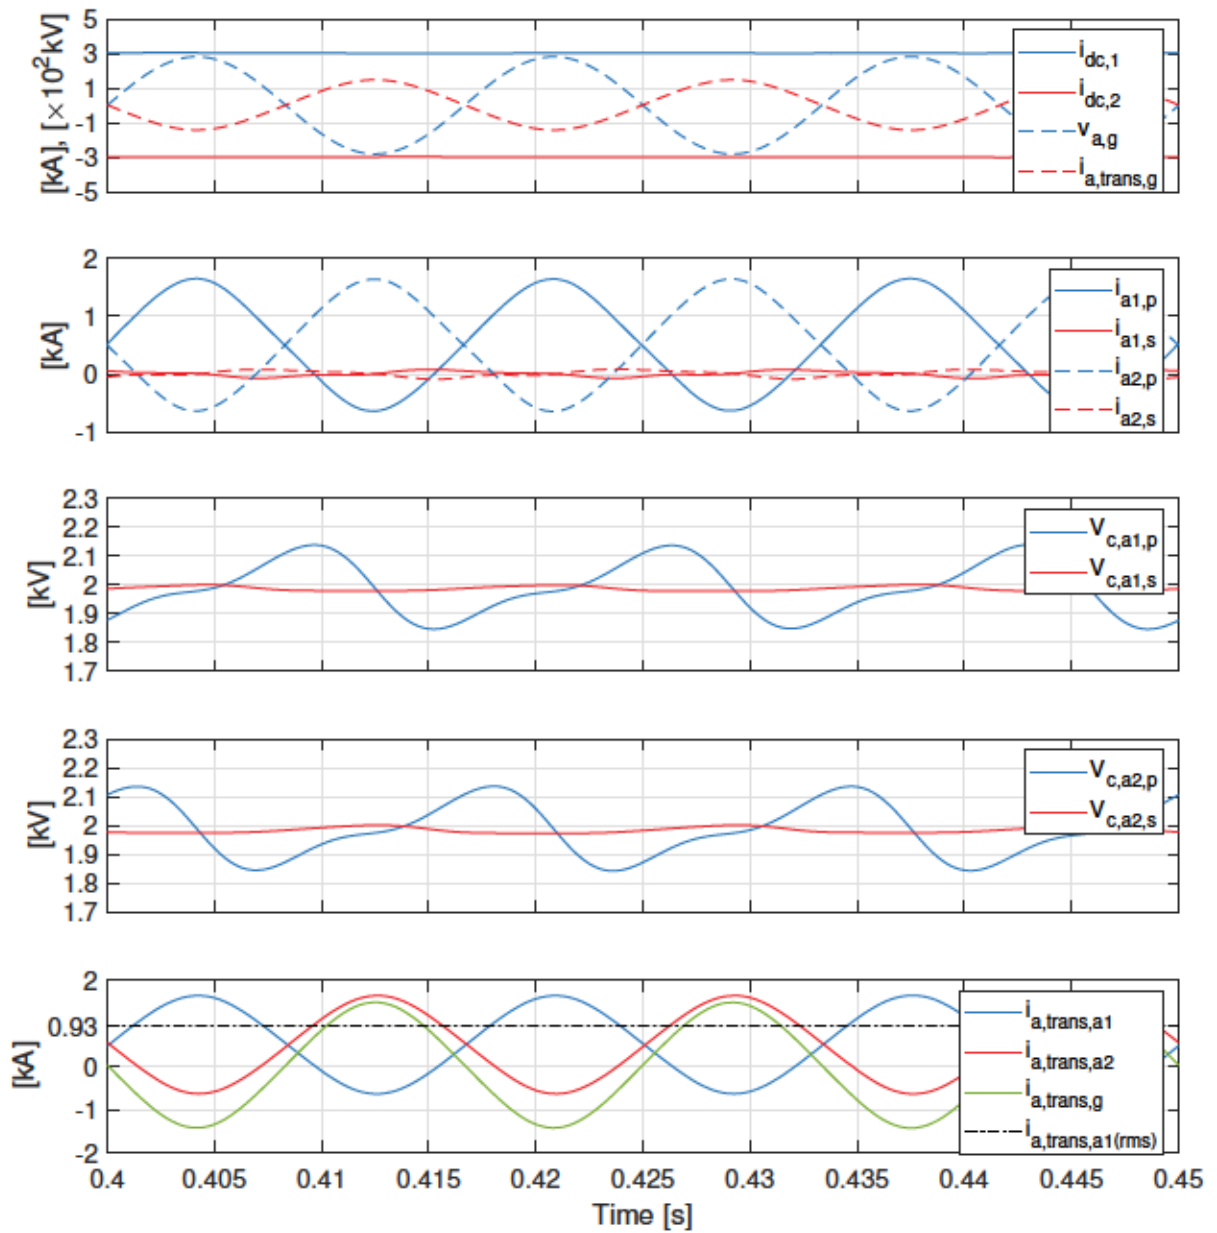 [kA], [×10²kV]
5
3
1
-1
-3
-5
i_dc,1
i_dc,2
v_a,g
i_a,trans,g
[kA]
2
1
0
-1
i_a1,p
i_a1,s
i_a2,p
i_a2,s
[kV]
2.3
2.2
2.1
2
1.9
1.8
1.7
V_c,a1,p
V_c,a1,s
[kV]
2.3
2.2
2.1
2
1.9
1.8
1.7
V_c,a2,p
V_c,a2,s
[kA]
2
0.93
0
-1
-2
i_a,trans,a1
i_a,trans,a2
i_a,trans,g
i_a,trans,a1(rms)
0.4 0.405 0.41 0.415 0.42 0.425 0.43 0.435 0.44 0.445 0.45
Time [s]